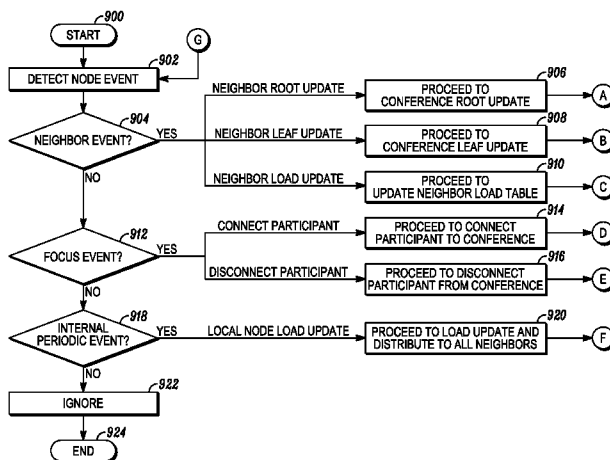 900
START
G
902
DETECT NODE EVENT
904
NEIGHBOR EVENT?
YES
NO
NEIGHBOR ROOT UPDATE
906
PROCEED TO
CONFERENCE ROOT UPDATE
A
NEIGHBOR LEAF UPDATE
908
PROCEED TO
CONFERENCE LEAF UPDATE
B
NEIGHBOR LOAD UPDATE
910
PROCEED TO
UPDATE NEIGHBOR LOAD TABLE
C
912
FOCUS EVENT?
YES
NO
CONNECT PARTICIPANT
914
PROCEED TO CONNECT
PARTICIPANT TO CONFERENCE
D
DISCONNECT PARTICIPANT
916
PROCEED TO DISCONNECT
PARTICIPANT FROM CONFERENCE
E
918
INTERNAL
PERIODIC EVENT?
YES
NO
LOCAL NODE LOAD UPDATE
920
PROCEED TO LOAD UPDATE AND
DISTRIBUTE TO ALL NEIGHBORS
F
922
IGNORE
924
END